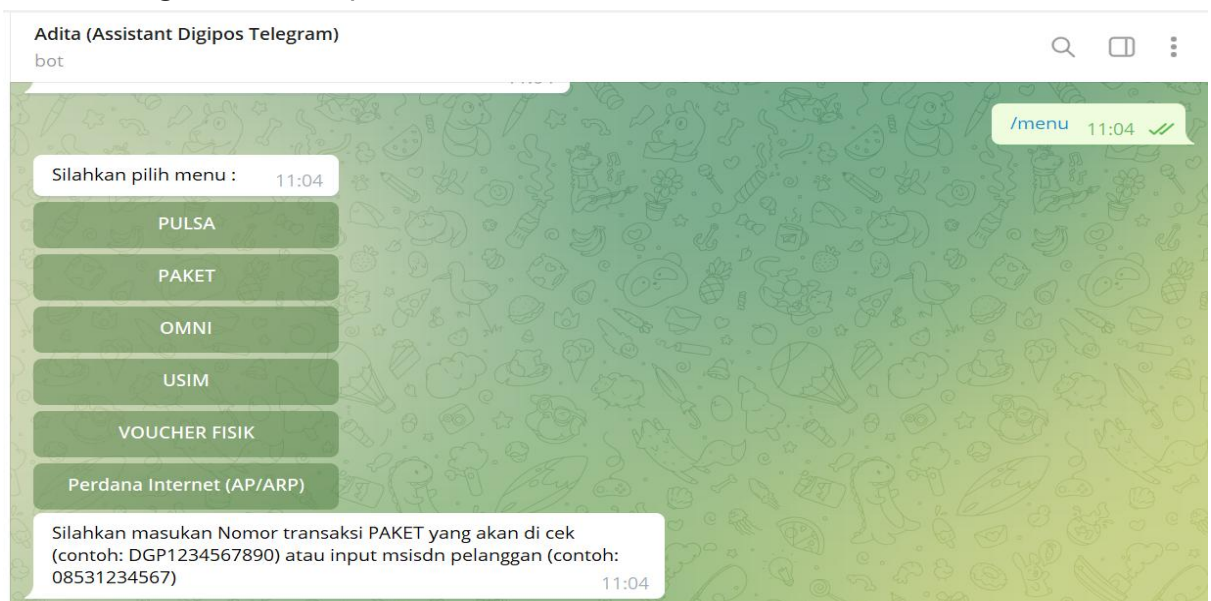 Adita (Assistant Digipos Telegram)
bot
/menu 11:04
Silahkan pilih menu : 11:04
PULSA
PAKET
OMNI
USIM
VOUCHER FISIK
Perdana Internet (AP/ARP)
Silahkan masukan Nomor transaksi PAKET yang akan di cek
(contoh: DGP1234567890) atau input msisdn pelanggan (contoh:
08531234567) 11:04